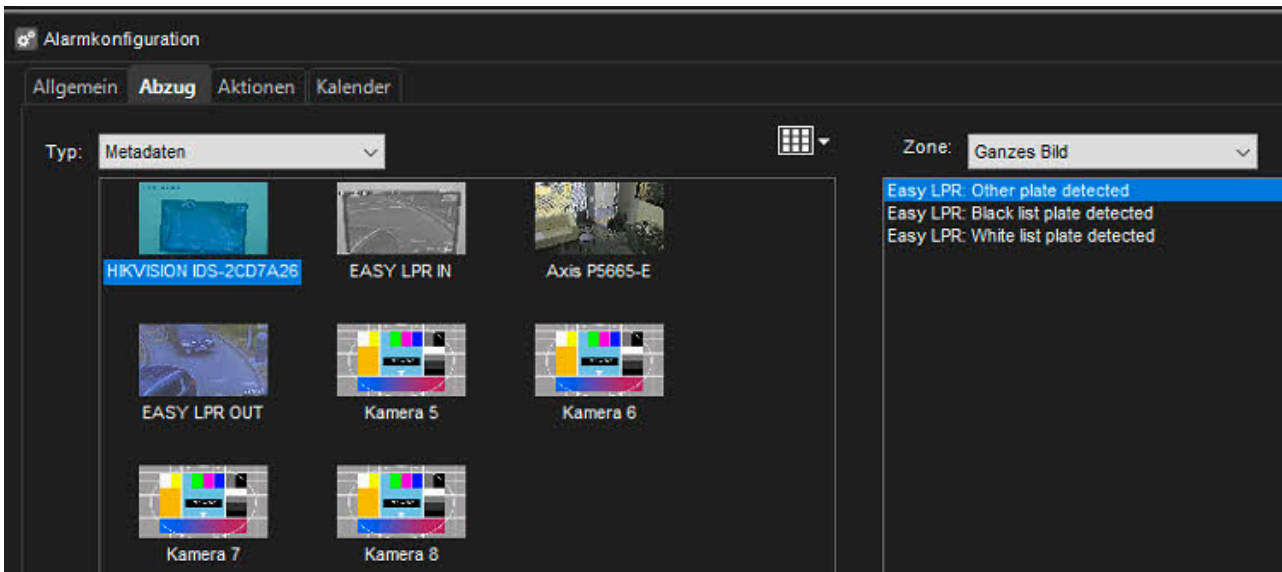 Alarmkonfiguration
Allgemein Abzug Aktionen Kalender
Typ: Metadaten
Zone: Ganzes Bild
HIKVISION IDS-2CD7A26 EASY LPR IN Axis P5665-E
EASY LPR OUT Kamera 5 Kamera 6
Kamera 7 Kamera 8
Easy LPR: Other plate detected
Easy LPR: Black list plate detected
Easy LPR: White list plate detected